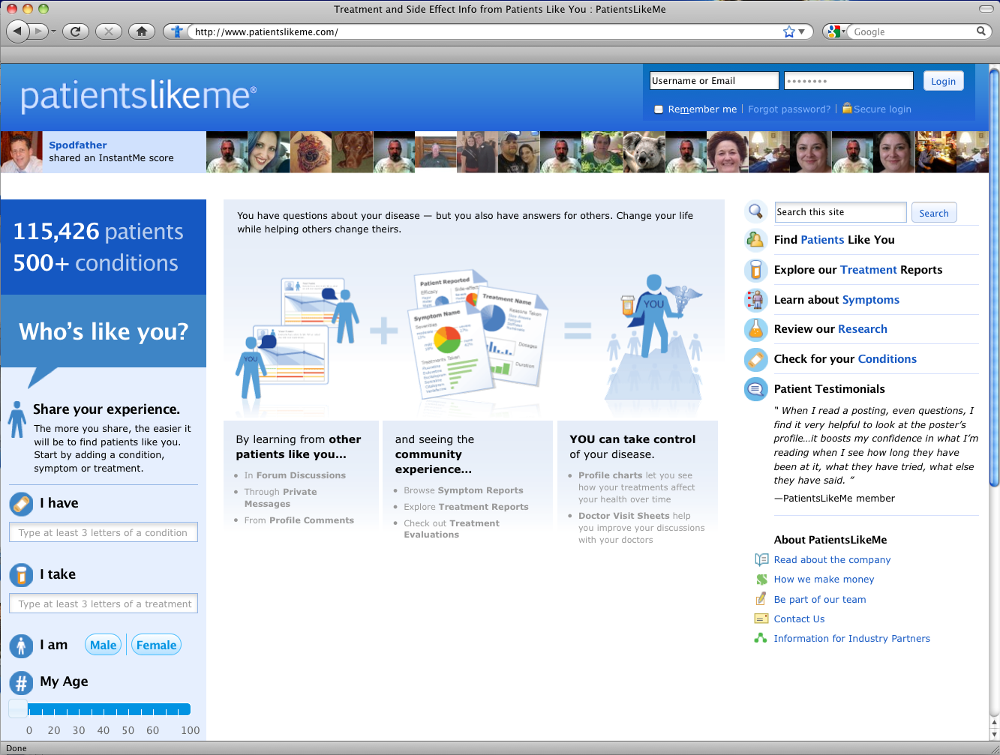 Treatment and Side Effect Info from Patients Like You : PatientsLikeMe
http://www.patientslikeme.com/
Google
patientslikeme®
Username or Email
Login
Remember me
Forgot password?
Secure login
Spodfather
shared an InstantMe score
115,426 patients
500+ conditions
Who's like you?
Share your experience.
The more you share, the easier it
will be to find patients like you.
Start by adding a condition,
symptom or treatment.
I have
Type at least 3 letters of a condition
I take
Type at least 3 letters of a treatment
I am
Male
Female
# My Age
0 20 30 40 50 60 100
You have questions about your disease — but you also have answers for others. Change your life
while helping others change theirs.
YOU
Patient Reported
Efficacy
Symptom Name
Severities
Treatments Taken
Treatment Name
Reasons Taken
Dosages
Duration
+
=
YOU
By learning from other
patients like you...
• In Forum Discussions
• Through Private
Messages
• From Profile Comments
and seeing the
community
experience...
• Browse Symptom Reports
• Explore Treatment Reports
• Check out Treatment
Evaluations
YOU can take control
of your disease.
• Profile charts let you see
how your treatments affect
your health over time
• Doctor Visit Sheets help
you improve your discussions
with your doctors
Search this site
Search
Find Patients Like You
Explore our Treatment Reports
Learn about Symptoms
Review our Research
Check for your Conditions
Patient Testimonials
" When I read a posting, even questions, I
find it very helpful to look at the poster's
profile...it boosts my confidence in what I'm
reading when I see how long they have
been at it, what they have tried, what else
they have said. "
—PatientsLikeMe member
About PatientsLikeMe
Read about the company
How we make money
Be part of our team
Contact Us
Information for Industry Partners
Done